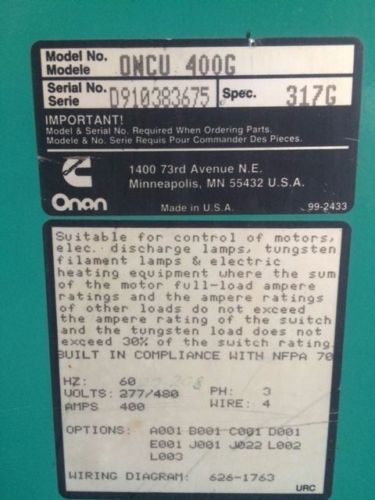 Model No.
Modele
ONCU 400G
Serial No.
Serie
D910383675
Spec.
317G
IMPORTANT!
Model & Serial No. Required When Ordering Parts.
Modele & No. Serie Requis Pour Commander Des Pieces.
1400 73rd Avenue N.E.
Minneapolis, MN 55432 U.S.A.
Onan
Made in U.S.A.
99-2433
Suitable for control of motors,
elec. discharge lamps, tungsten
filament lamps & electric
heating equipment where the sum
of the motor full-load ampere
ratings and the ampere ratings
of other loads do not exceed
the ampere rating of the switch
and the tungsten load does not
exceed 30% of the switch rating.
BUILT IN COMPLIANCE WITH NFPA 70
HZ: 60
VOLTS: 277/480 PH: 3
AMPS 400 WIRE: 4
OPTIONS: A001 B001 C001 D001
E001 J001 J022 L002
L003
WIRING DIAGRAM: 626-1763
URC